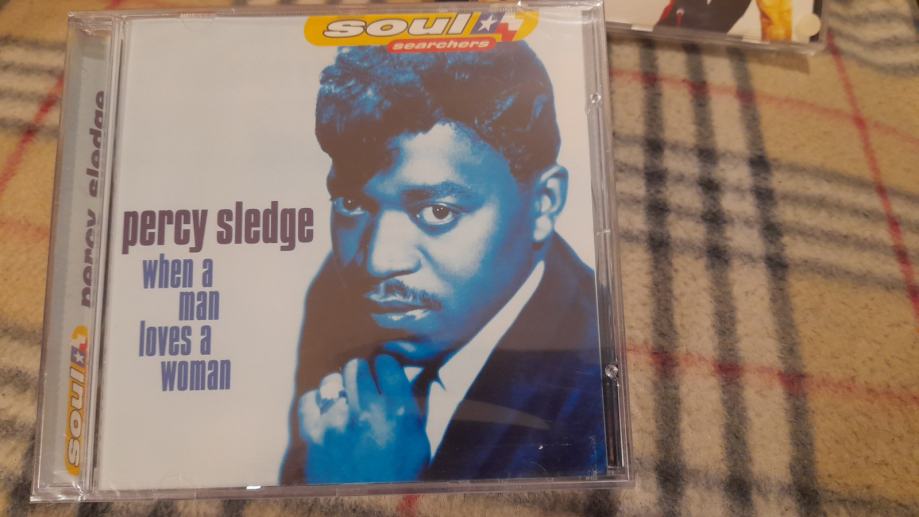 soul
searchers
percy sledge
when a
man
loves a
woman
percy sledge
soul